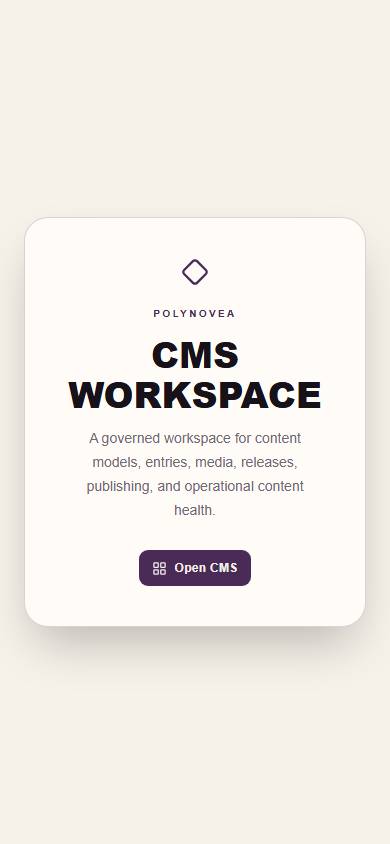 POLYNOVEA
CMS
WORKSPACE
A governed workspace for content
models, entries, media, releases,
publishing, and operational content
health.
Open CMS